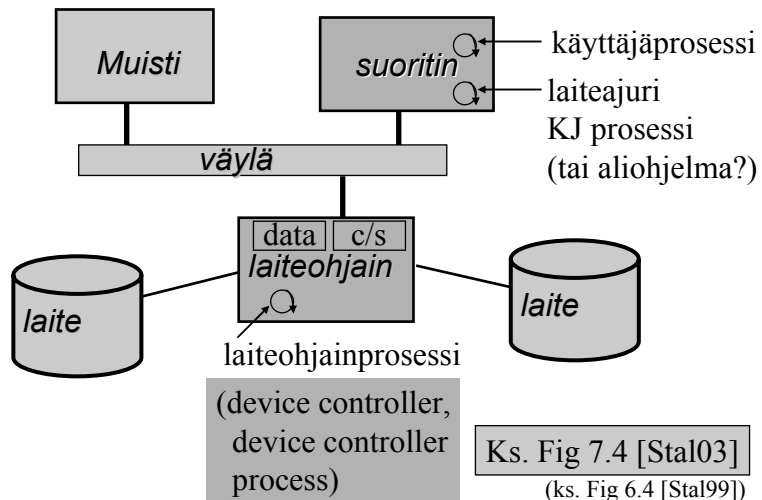 Muisti
suoritin
käyttäjäprosessi
laiteajuri
KJ prosessi
(tai aliohjelma?)
väylä
data
c/s
laiteohjain
laite
laite
laiteohjainprosessi
(device controller,
device controller
process)
Ks. Fig 7.4 [Stal03]
(ks. Fig 6.4 [Stal99])